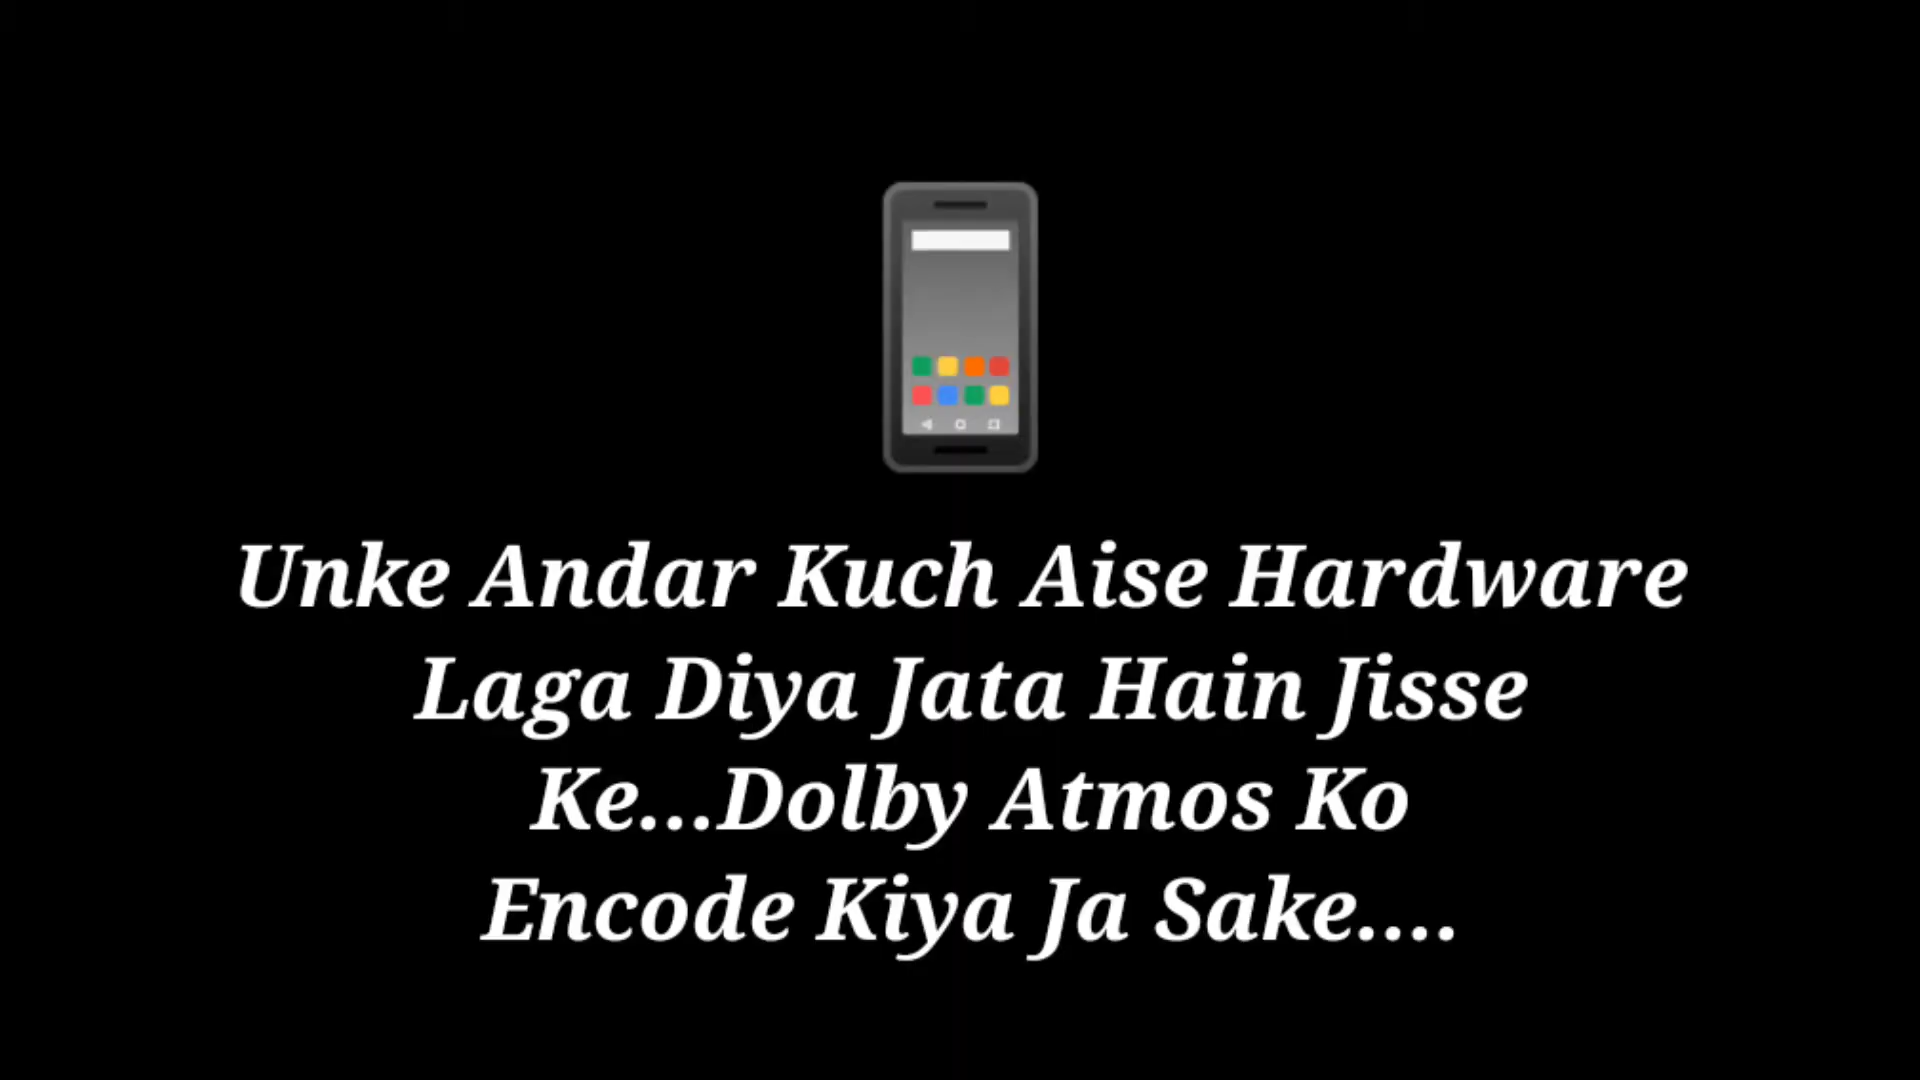 Unke Andar Kuch Aise Hardware
Laga Diya Jata Hain Jisse
Ke...Dolby Atmos Ko
Encode Kiya Ja Sake....